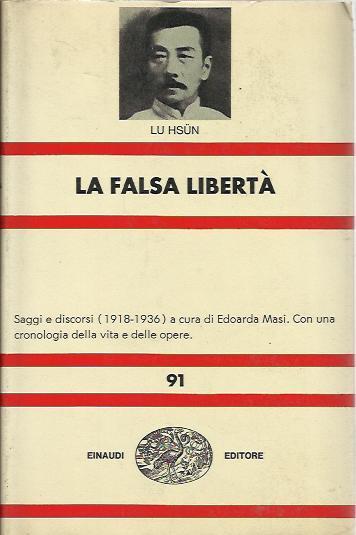 LU HSÜN
LA FALSA LIBERTÀ
Saggi e discorsi (1918-1936) a cura di Edoarda Masi. Con una
cronologia della vita e delle opere.
91
EINAUDI EDITORE